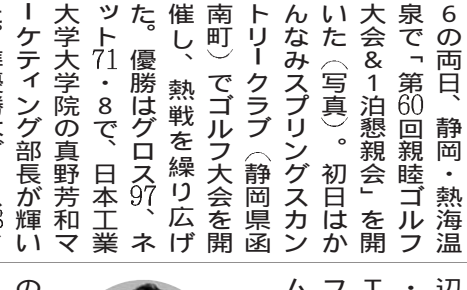 ６の両日、静岡・熱海温
泉で「第60回親睦ゴルフ
大会＆１泊懇親会」を開
いた（写真）。初日はか
んなみスプリングスカン
トリークラブ（静岡県函
南町）でゴルフ大会を開
催し、熱戦を繰り広げ
た。優勝はグロス97、ネ
ット71・８で、日本工業
大学大学院の真野芳和マ
ーケティング部長が輝い
辺
・
工
フ
ム
の